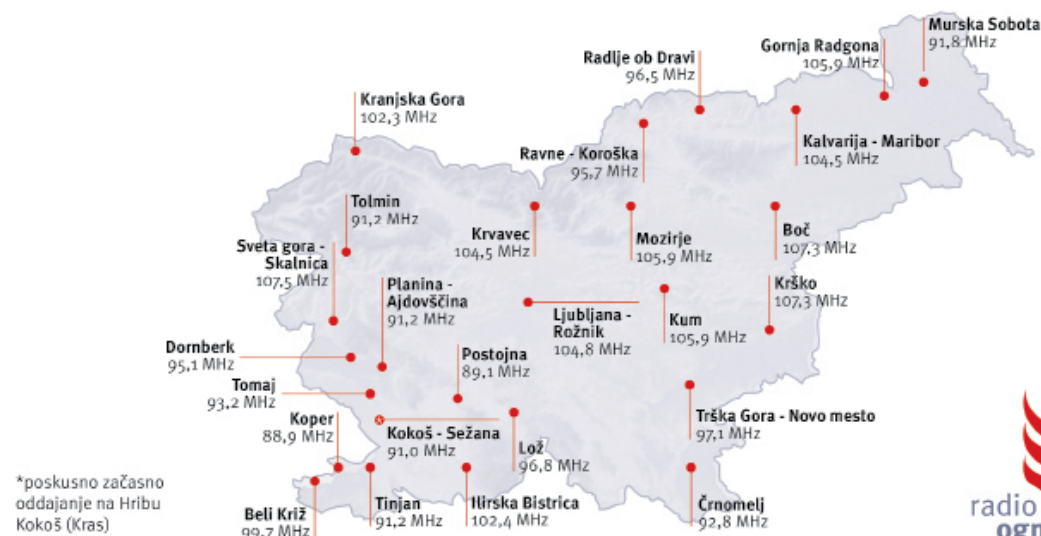 Murska Sobota
91,8 MHz
Gornja Radgona
105,9 MHz
Radlje ob Dravi
96,5 MHz
Kranjska Gora
102,3 MHz
Kalvarija - Maribor
104,5 MHz
Ravne - Koroška
95,7 MHz
Tolmin
91,2 MHz
Krvavec
104,5 MHz
Mozirje
105,9 MHz
Boč
107,3 MHz
Sveta gora -
Skalnica
107,5 MHz
Planina -
Ajdovščina
91,2 MHz
Krško
107,3 MHz
Ljubljana -
Rožnik
104,8 MHz
Kum
105,9 MHz
Dornberk
95,1 MHz
Postojna
89,1 MHz
Tomaj
93,2 MHz
Koper
88,9 MHz
Kokoš - Sežana
91,0 MHz
Lož
96,8 MHz
Trška Gora - Novo mesto
97,1 MHz
*poskusno začasno
oddajanje na Hribu
Kokoš (Kras)
Beli Križ
99,7 MHz
Tinjan
91,2 MHz
Ilirska Bistrica
102,4 MHz
Črnomelj
92,8 MHz
radio